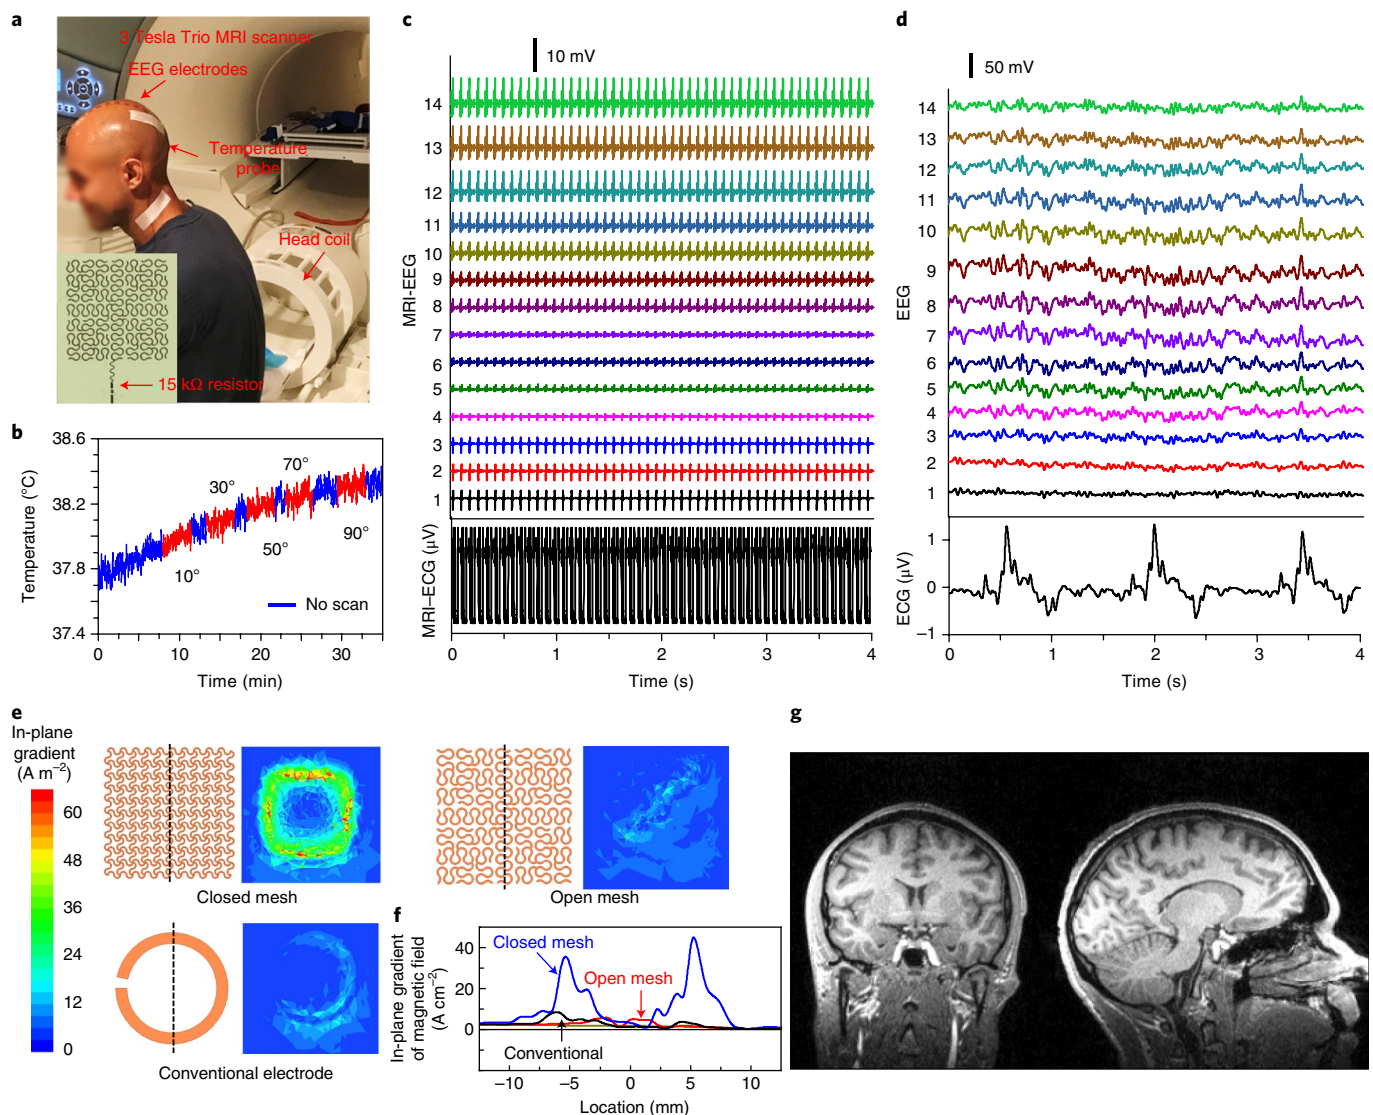 a
3 Tesla Trio MRI scanner
EEG electrodes
Temperature
probe
Head coil
15 kΩ resistor
b
38.6
38.2
37.8
37.4
Temperature (°C)
70°
30°
50°
90°
10°
No scan
0
10
20
30
Time (min)
c
10 mV
14
13
12
11
10
9
8
7
6
5
4
3
2
1
MRI-EEG
MRI–ECG (μV)
0
1
2
3
4
Time (s)
d
50 mV
14
13
12
11
10
9
8
7
6
5
4
3
2
1
EEG
1
0
–1
ECG (μV)
0
1
2
3
4
Time (s)
e
In-plane
gradient
(A m–2)
60
48
36
24
12
0
Closed mesh
Open mesh
Conventional electrode
f
40
20
0
In-plane gradient
of magnetic field
(A cm–2)
Closed mesh
Open mesh
Conventional
–10
–5
0
5
10
Location (mm)
g